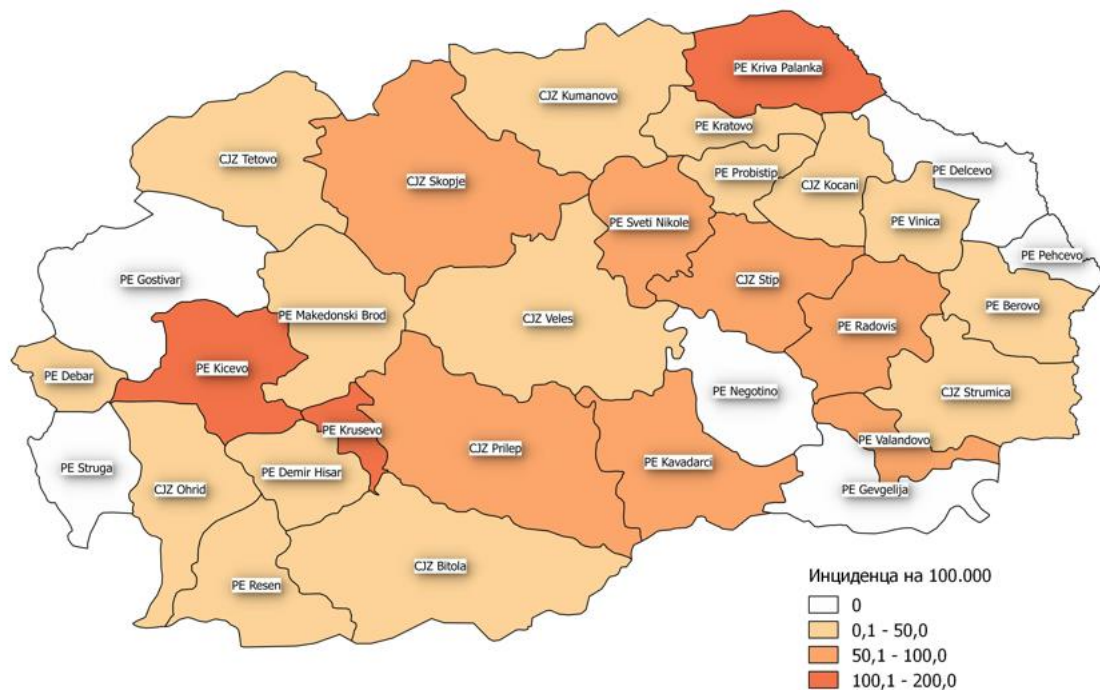 PE Kriva Palanka
CJZ Kumanovo
PE Kratovo
CJZ Tetovo
PE Delcevo
PE Probistip
CJZ Skopje
CJZ Kocani
PE Sveti Nikole
PE Vinica
PE Pehcevo
PE Gostivar
CJZ Stip
PE Berovo
PE Makedonski Brod
CJZ Veles
PE Radovis
PE Kicevo
PE Debar
PE Negotino
CJZ Strumica
PE Krusevo
PE Valandovo
CJZ Prilep
PE Kavadarci
PE Struga
PE Demir Hisar
CJZ Ohrid
PE Gevgelija
CJZ Bitola
PE Resen
Инциденца на 100.000
0
0,1 - 50,0
50,1 - 100,0
100,1 - 200,0